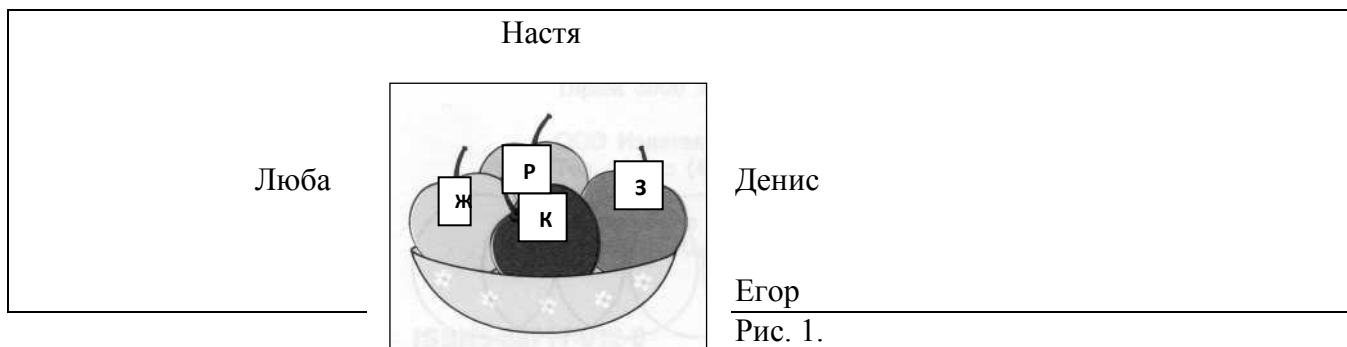 Настя
Р
Люба
Ж
К
З
Денис
Егор
Рис. 1.